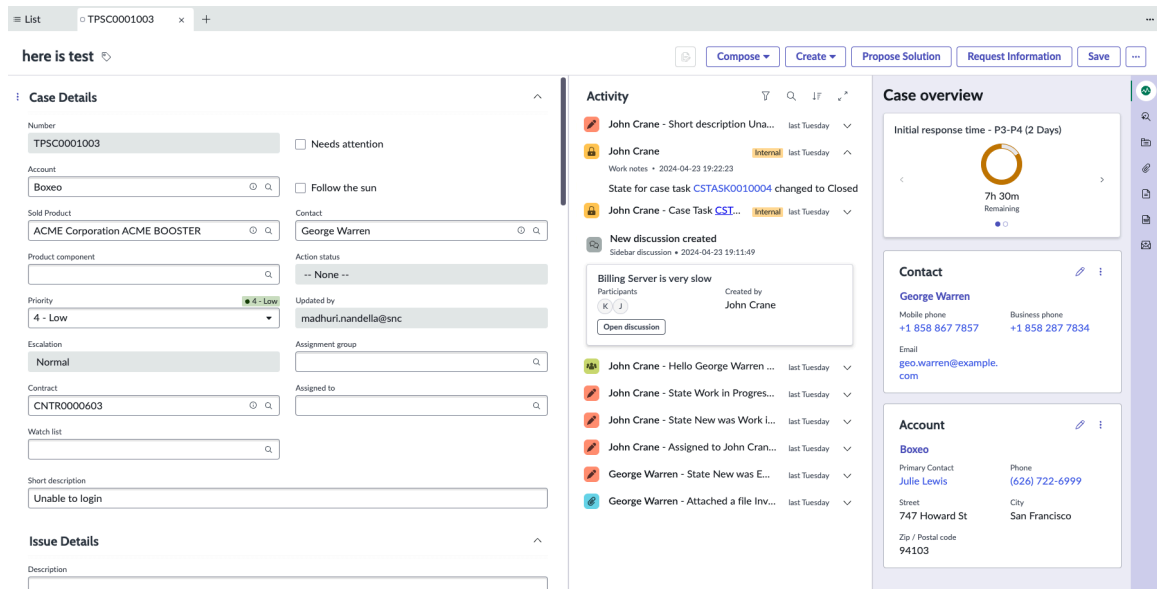 List
TPSC0001003
here is test
Compose
Create
Propose Solution
Request Information
Save
Case Details
Number
TPSC0001003
Needs attention
Account
Boxeo
Follow the sun
Sold Product
ACME Corporation ACME BOOSTER
Contact
George Warren
Product component
Action status
-- None --
Priority
4 - Low
4 - Low
Updated by
madhuri.nandella@snc
Escalation
Normal
Assignment group
Contract
CNTR0000603
Assigned to
Watch list
Short description
Unable to login
Issue Details
Description
Activity
John Crane - Short description Una... last Tuesday
John Crane Internal last Tuesday
Work notes • 2024-04-23 19:22:23
State for case task CSTASK0010004 changed to Closed
John Crane - Case Task CST... Internal last Tuesday
New discussion created
Sidebar discussion • 2024-04-23 19:11:49
Billing Server is very slow
Participants
K J
Created by
John Crane
Open discussion
John Crane - Hello George Warren ... last Tuesday
John Crane - State Work in Progres... last Tuesday
John Crane - State New was Work i... last Tuesday
John Crane - Assigned to John Cran... last Tuesday
George Warren - State New was E... last Tuesday
George Warren - Attached a file Inv... last Tuesday
Case overview
Initial response time - P3-P4 (2 Days)
7h 30m
Remaining
Contact
George Warren
Mobile phone
+1 858 867 7857
Business phone
+1 858 287 7834
Email
geo.warren@example.
com
Account
Boxeo
Primary Contact
Julie Lewis
Phone
(626) 722-6999
Street
747 Howard St
City
San Francisco
Zip / Postal code
94103